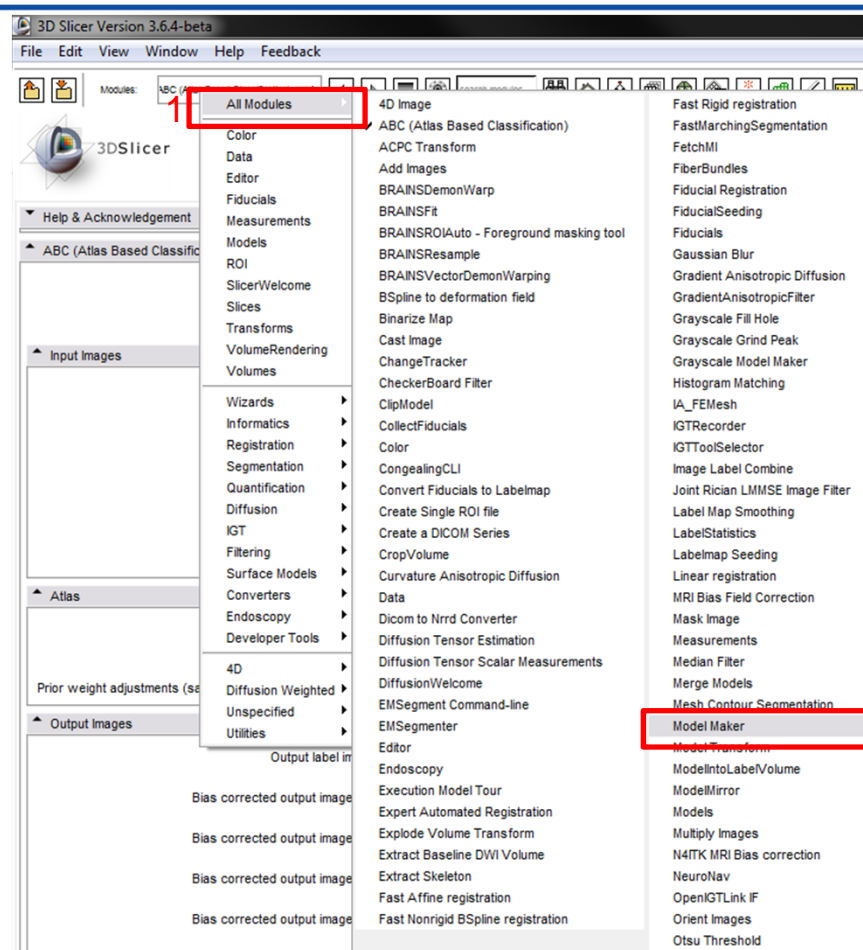 3D Slicer Version 3.6.4-beta
File Edit View Window Help Feedback
Modules:
1
3DSlicer
Help & Acknowledgement
ABC (Atlas Based Classific
Input Images
Atlas
Prior weight adjustments (sa
Output Images
Output label im
Bias corrected output image
Bias corrected output image
Bias corrected output image
Bias corrected output image
All Modules
Color
Data
Editor
Fiducials
Measurements
Models
ROI
SlicerWelcome
Slices
Transforms
VolumeRendering
Volumes
Wizards
Informatics
Registration
Segmentation
Quantification
Diffusion
IGT
Filtering
Surface Models
Converters
Endoscopy
Developer Tools
4D
Diffusion Weighted
Unspecified
Utilities
4D Image
ABC (Atlas Based Classification)
ACPC Transform
Add Images
BRAINSDemonWarp
BRAINSFit
BRAINSROIAuto - Foreground masking tool
BRAINSResample
BRAINSVectorDemonWarping
BSpline to deformation field
Binarize Map
Cast Image
ChangeTracker
CheckerBoard Filter
ClipModel
CollectFiducials
Color
CongealingCLI
Convert Fiducials to Labelmap
Create Single ROI file
Create a DICOM Series
CropVolume
Curvature Anisotropic Diffusion
Data
Dicom to Nrrd Converter
Diffusion Tensor Estimation
Diffusion Tensor Scalar Measurements
DiffusionWelcome
EMSegment Command-line
EMSegmenter
Editor
Endoscopy
Execution Model Tour
Expert Automated Registration
Explode Volume Transform
Extract Baseline DWI Volume
Extract Skeleton
Fast Affine registration
Fast Nonrigid BSpline registration
Fast Rigid registration
FastMarchingSegmentation
FetchMI
FiberBundles
Fiducial Registration
FiducialSeeding
Fiducials
Gaussian Blur
Gradient Anisotropic Diffusion
GradientAnisotropicFilter
Grayscale Fill Hole
Grayscale Grind Peak
Grayscale Model Maker
Histogram Matching
IA_FEMesh
IGTRecorder
IGTToolSelector
Image Label Combine
Joint Rician LMMSE Image Filter
Label Map Smoothing
LabelStatistics
Labelmap Seeding
Linear registration
MRI Bias Field Correction
Mask Image
Measurements
Median Filter
Merge Models
Mesh Contour Segmentation
Model Maker
Model Transform
ModelIntoLabelVolume
ModelMirror
Models
Multiply Images
N4ITK MRI Bias correction
NeuroNav
OpenIGTLink IF
Orient Images
Otsu Threshold